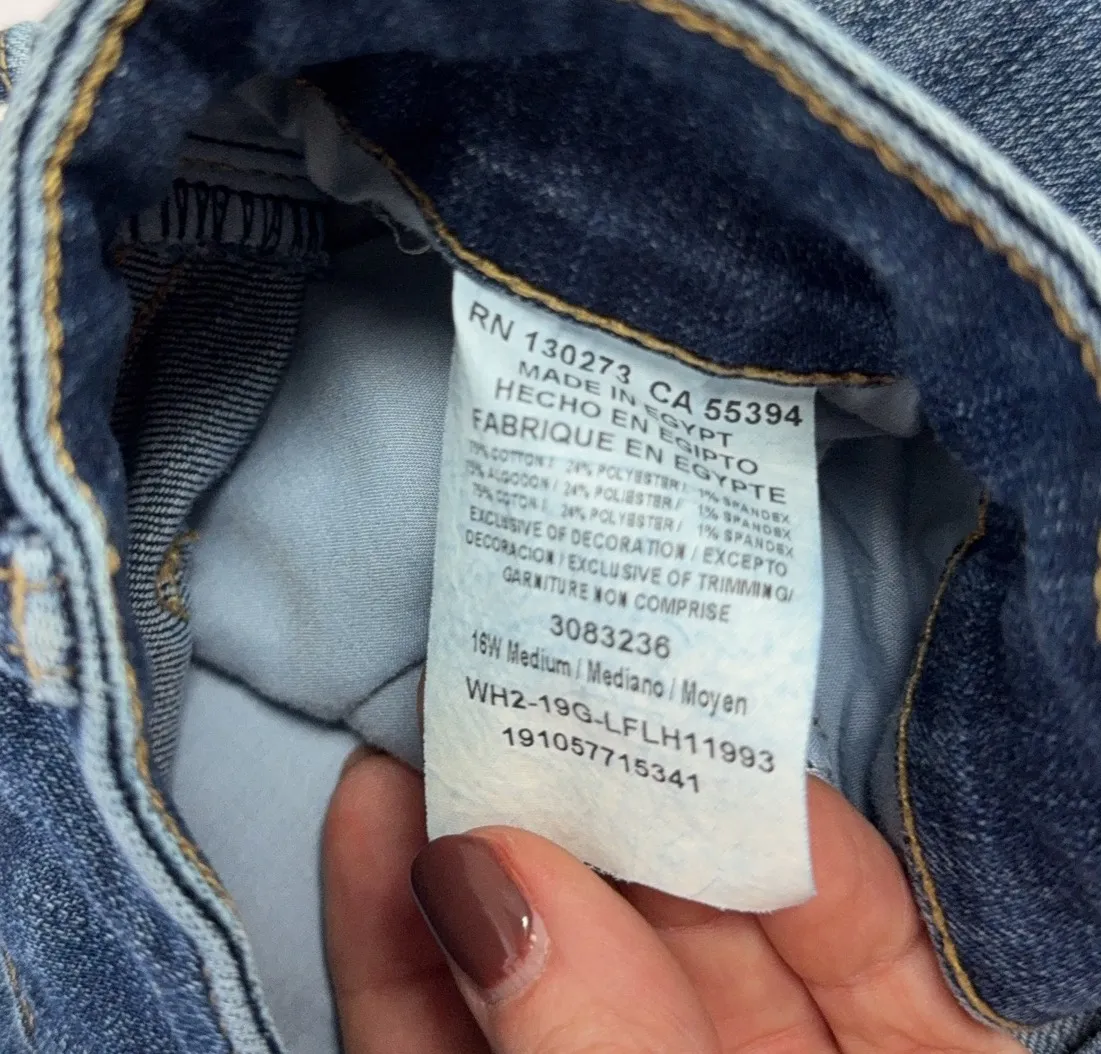 RN 130273 CA 55394
MADE IN EGYPT
HECHO EN EGIPTO
FABRIQUE EN EGYPTE
75% COTTON / 24% POLYESTER / 1% SPANDEX
75% ALGODON / 24% POLIESTER / 1% SPANDEX
75% COTON / 24% POLYESTER / 1% SPANDEX
EXCLUSIVE OF DECORATION / EXCEPTO
DECORACION / EXCLUSIVE OF TRIMMING/
GARNITURE NON COMPRISE
3083236
16W Medium / Mediano / Moyen
WH2-19G-LFLH11993
191057715341